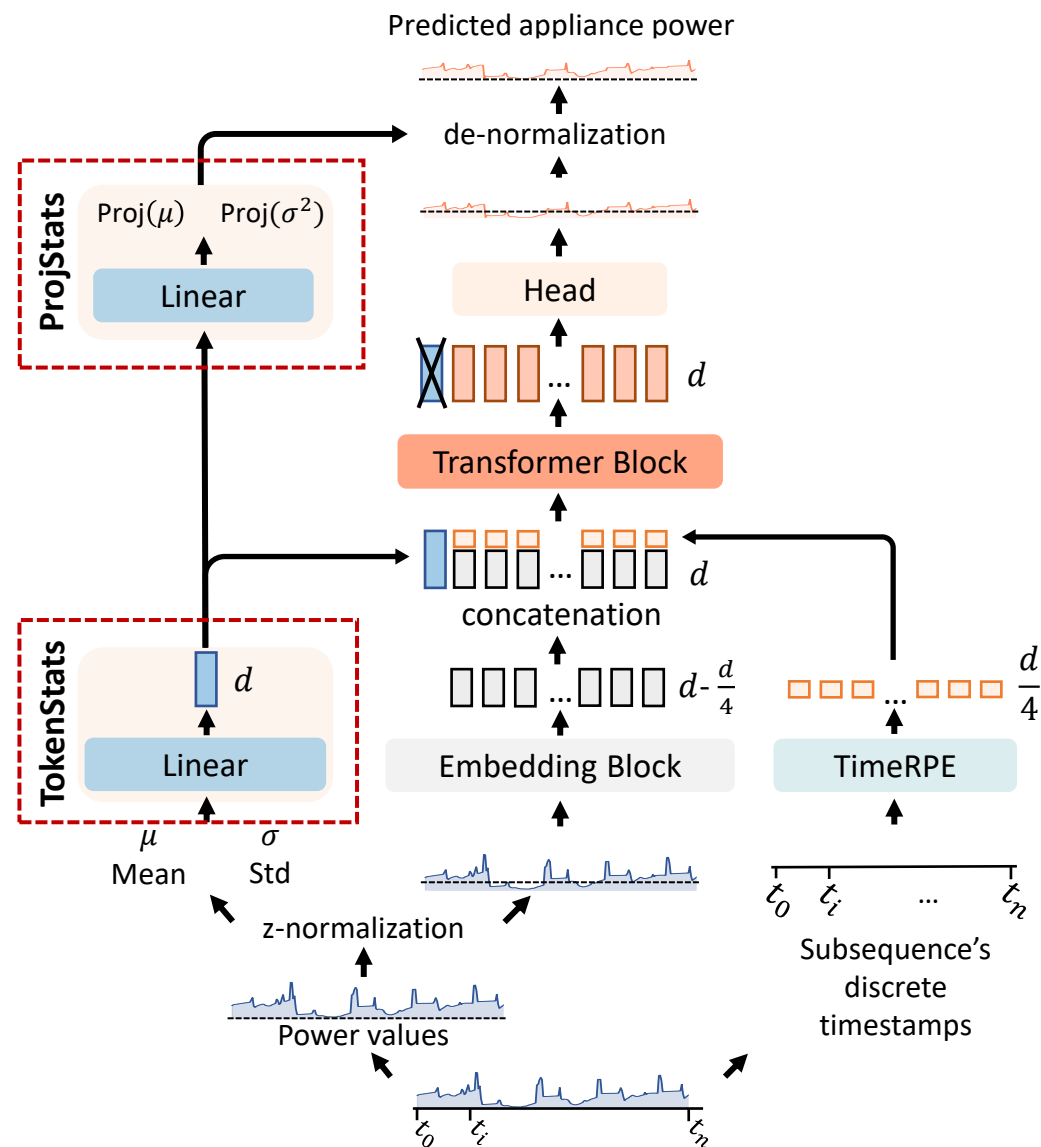 Predicted appliance power
de-normalization
ProjStats
Proj(μ) Proj(σ²)
Linear
Head
... d
Transformer Block
... d
concatenation
TokenStats
d
Linear
... d - d/4
... d/4
Embedding Block
TimeRPE
μ σ
Mean Std
t₀ tᵢ ... tₙ
z-normalization
Subsequence's
discrete
timestamps
Power values
t₀ tᵢ tₙ